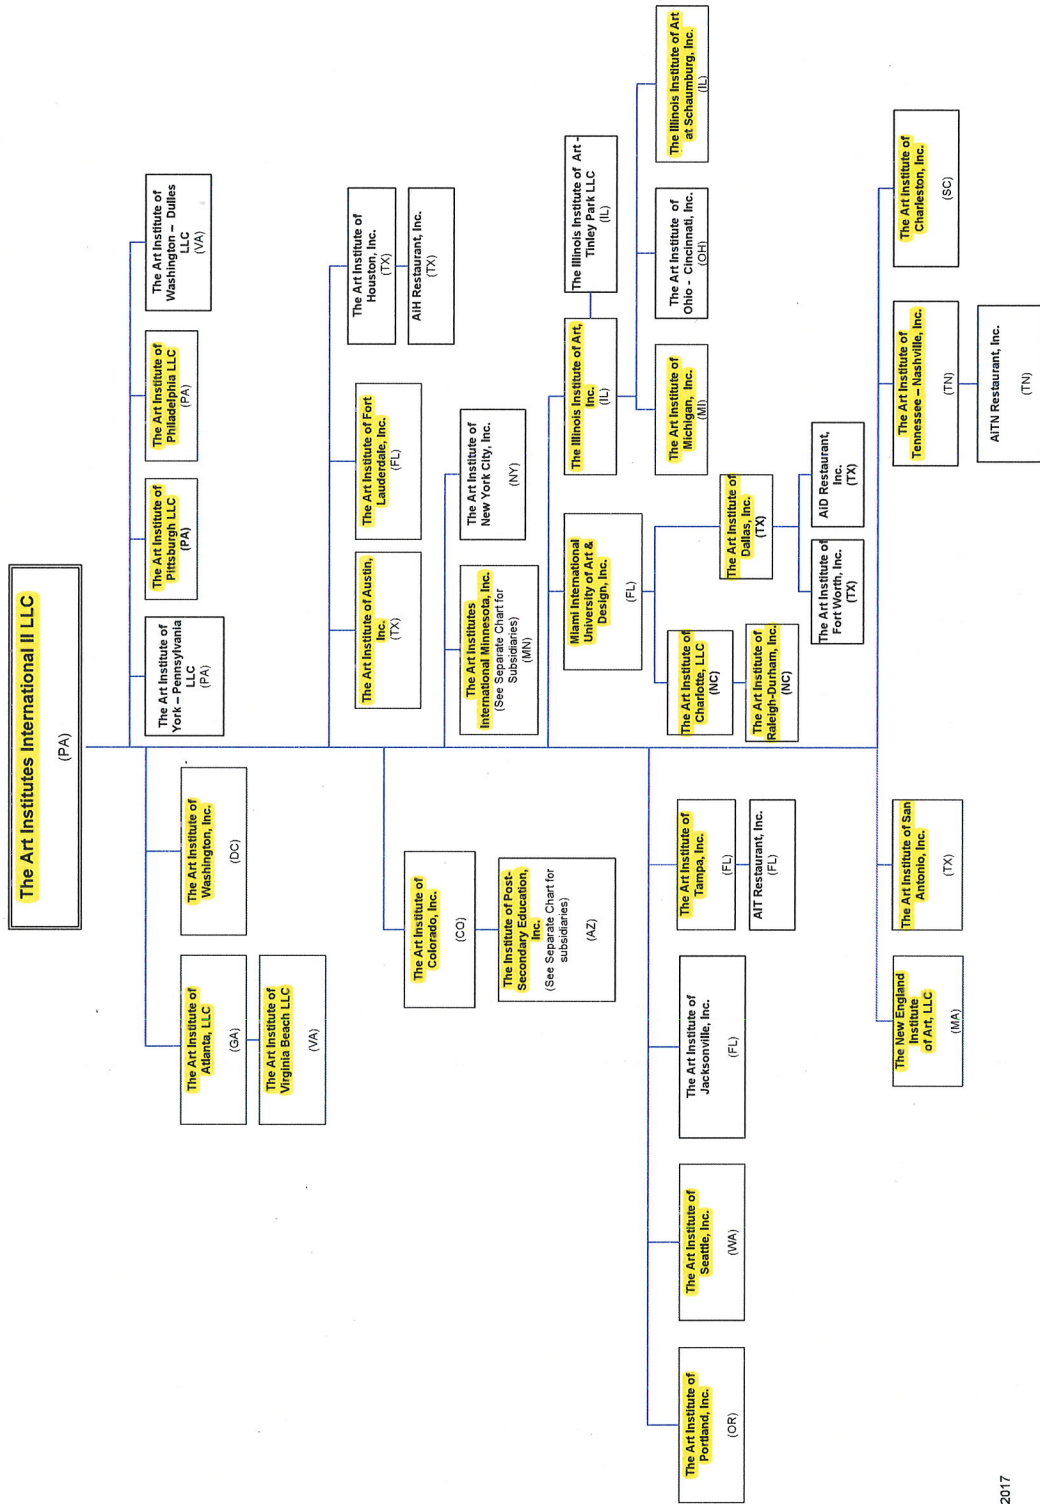 The Art Institutes International II LLC
(PA)
The Art Institute of
Atlanta, LLC
(GA)
The Art Institute of
Virginia Beach LLC
(VA)
The Art Institute of
Washington, Inc.
(DC)
The Art Institute of
York – Pennsylvania
LLC
(PA)
The Art Institute of
Pittsburgh LLC
(PA)
The Art Institute of
Philadelphia LLC
(PA)
The Art Institute of
Washington – Dulles
LLC
(VA)
The Art Institute of Austin,
Inc.
(TX)
The Art Institute of Fort
Lauderdale, Inc.
(FL)
The Art Institute of
Houston, Inc.
(TX)
AiH Restaurant, Inc.
(TX)
The Art Institute of
Colorado, Inc.
(CO)
The Institute of Post-
Secondary Education,
Inc.
(See Separate Chart for
subsidiaries)
(AZ)
The Art Institutes
International Minnesota, Inc.
(See Separate Chart for
Subsidiaries)
(MN)
The Art Institute of
New York City, Inc.
(NY)
Miami International
University of Art &
Design, Inc.
(FL)
The Illinois Institute of Art,
Inc.
(IL)
The Illinois Institute of Art -
Tinley Park LLC
(IL)
The Art Institute of
Charlotte, LLC
(NC)
The Art Institute of
Raleigh-Durham, Inc.
(NC)
The Art Institute of
Dallas, Inc.
(TX)
The Art Institute of
Fort Worth, Inc.
(TX)
AiD Restaurant,
Inc.
(TX)
The Art Institute of
Michigan, Inc.
(MI)
The Art Institute of
Ohio - Cincinnati, Inc.
(OH)
The Illinois Institute of Art
at Schaumburg, Inc.
(IL)
The Art Institute of
Portland, Inc.
(OR)
The Art Institute of
Seattle, Inc.
(WA)
The Art Institute of
Jacksonville, Inc.
(FL)
The Art Institute of
Tampa, Inc.
(FL)
AIT Restaurant, Inc.
(FL)
The New England
Institute
of Art, LLC
(MA)
The Art Institute of San
Antonio, Inc.
(TX)
The Art Institute of
Tennessee – Nashville, Inc.
(TN)
AiTN Restaurant, Inc.
(TN)
The Art Institute of
Charleston, Inc.
(SC)
2017